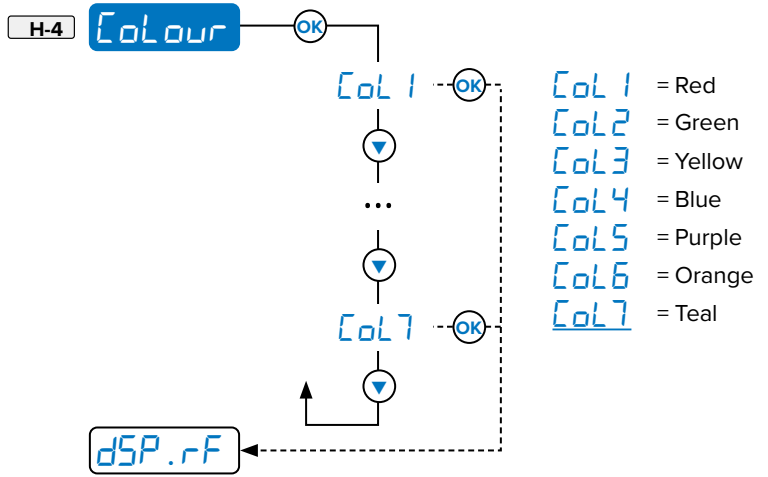 H-4 CoLour OK
CoL 1 OK
▼
...
▼
CoL7 OK
▼
dSP.rF
CoL 1 = Red
CoL2 = Green
CoL3 = Yellow
CoL4 = Blue
CoL5 = Purple
CoL6 = Orange
CoL7 = Teal